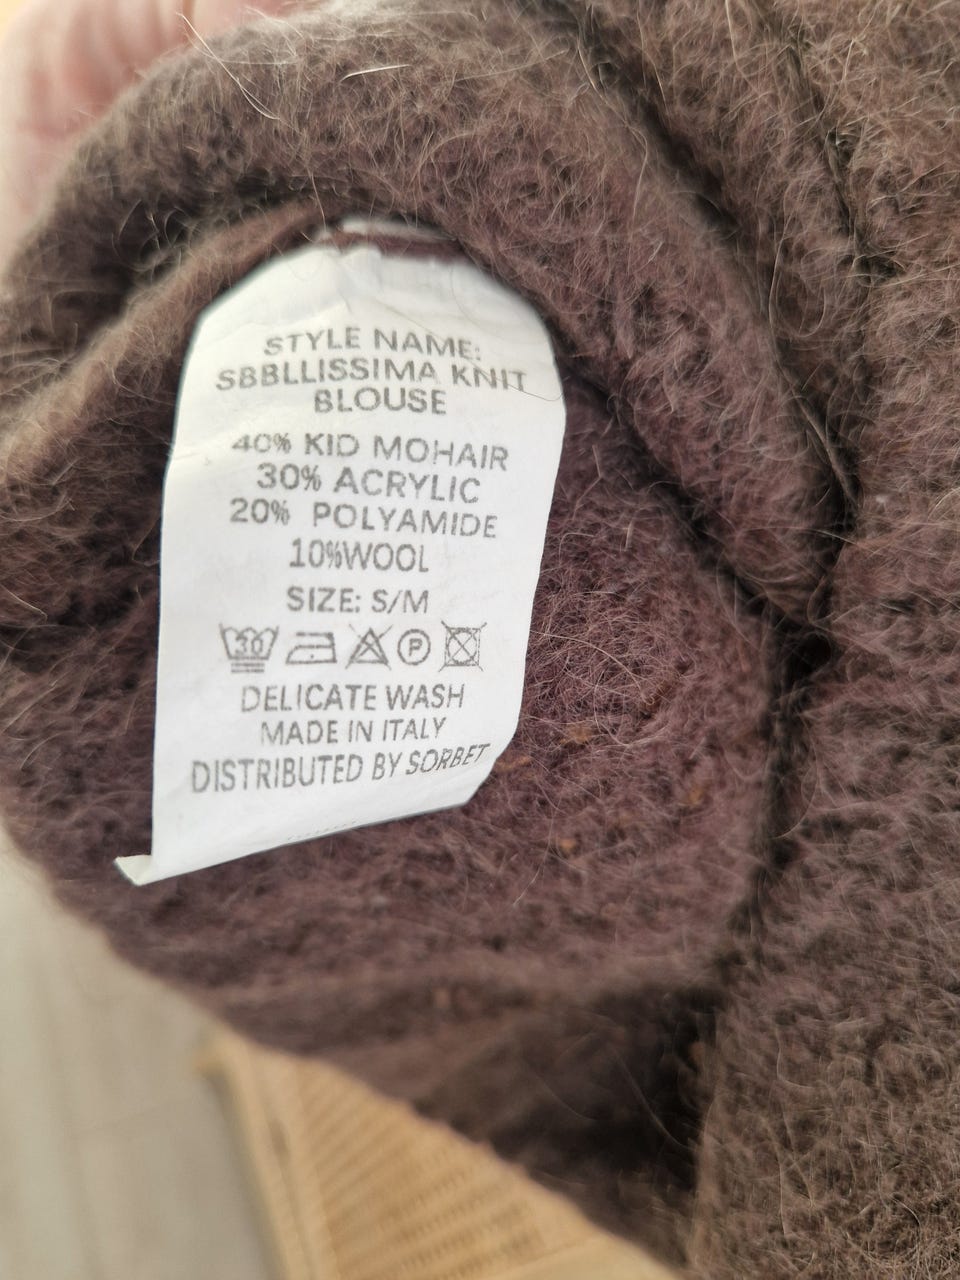 STYLE NAME:
SBBLLISSIMA KNIT
BLOUSE
40% KID MOHAIR
30% ACRYLIC
20% POLYAMIDE
10%WOOL
SIZE: S/M
30 P
DELICATE WASH
MADE IN ITALY
DISTRIBUTED BY SORBET